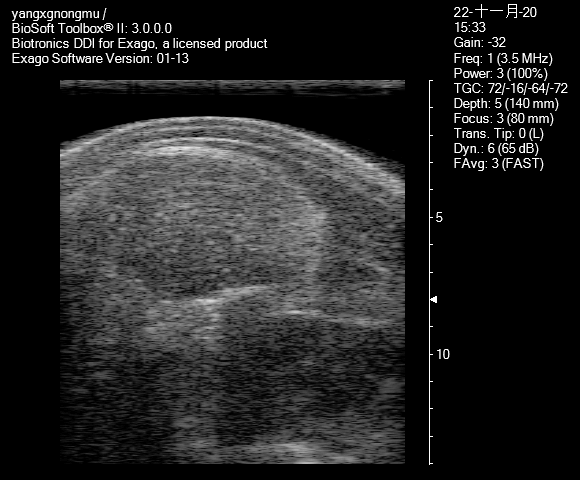 yangxgnongmu /
BioSoft Toolbox® II: 3.0.0.0
Biotronics DDI for Exago, a licensed product
Exago Software Version: 01-13
22-十一月-20
15:33
Gain: -32
Freq: 1 (3.5 MHz)
Power: 3 (100%)
TGC: 72/-16/-64/-72
Depth: 5 (140 mm)
Focus: 3 (80 mm)
Trans. Tip: 0 (L)
Dyn.: 6 (65 dB)
FAvg: 3 (FAST)
5
10